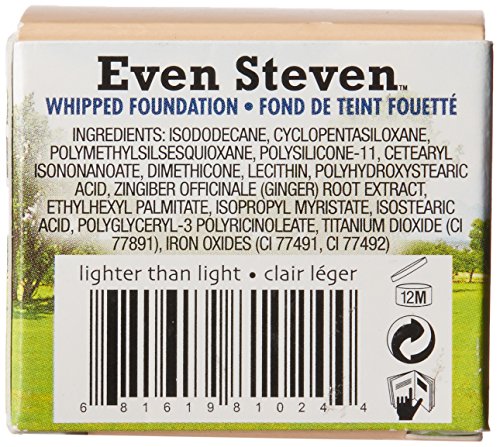 Even Steven™
WHIPPED FOUNDATION • FOND DE TEINT FOUETTÉ
INGREDIENTS: ISODODECANE, CYCLOPENTASILOXANE,
POLYMETHYLSILSESQUIOXANE, POLYSILICONE-11, CETEARYL
ISONONANOATE, DIMETHICONE, LECITHIN, POLYHYDROXYSTEARIC
ACID, ZINGIBER OFFICINALE (GINGER) ROOT EXTRACT,
ETHYLHEXYL PALMITATE, ISOPROPYL MYRISTATE, ISOSTEARIC
ACID, POLYGLYCERYL-3 POLYRICINOLEATE, TITANIUM DIOXIDE (CI
77891), IRON OXIDES (CI 77491, CI 77492)
lighter than light • clair léger
12M
6 81619 81024 4